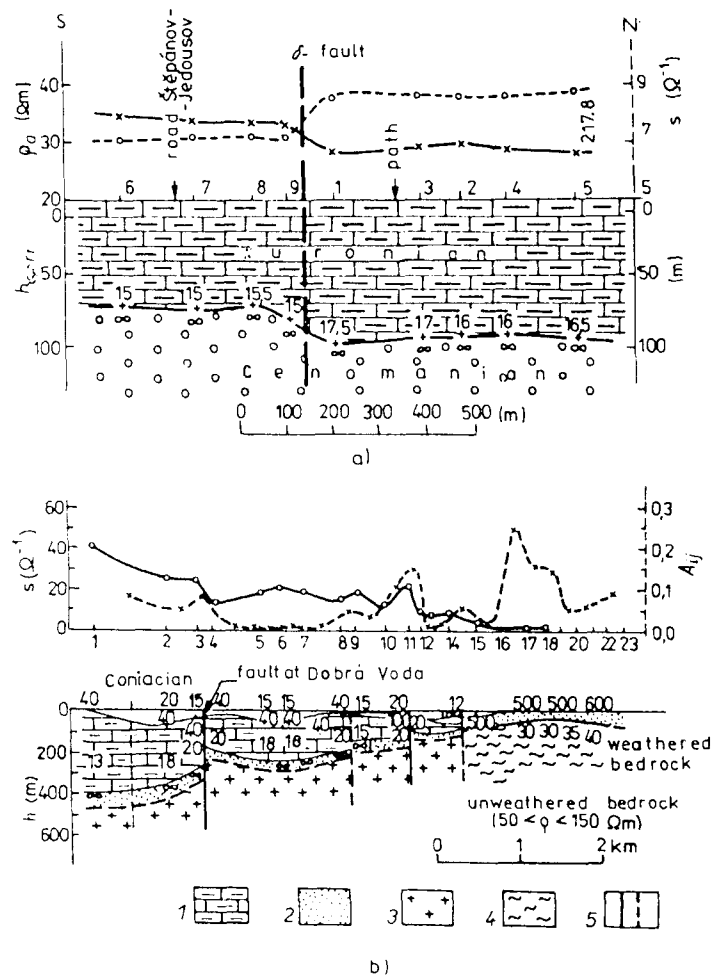 S Z
δ- fault
road Štěpánov-Jedousov
path
40 30 20
ρa (Ωm)
9 7 5
s (Ω⁻¹)
217.8
6 7 8 9 1 3 2 4 5
0 50 100
0 50 100
(m)
15 15 15,5 15 17,5 17 16 16 16,5
Cenomanian
0 100 200 300 400 500 (m)
a)
60 40 20 0
s (Ω⁻¹)
0,3 0,2 0,1 0,0
Aij
1 2 3 4 5 6 7 8 9 10 11 12 14 15 16 17 18 20 22 23
Coniacian
fault at Dobrá Voda
40 20 15 40 15 15 40 15 20 12 500 500 600
30 30 35 40
13 18 20 18 18 20
weathered
bedrock
0 200 400 600
h (m)
unweathered bedrock
(50 < ρ < 150 Ωm)
0 1 2 km
1 2 3 4 5
b)